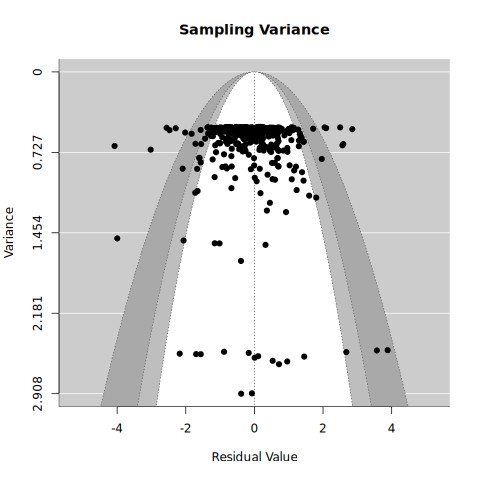 Sampling Variance
0
0.727
1.454
2.181
2.908
Variance
-4 -2 0 2 4
Residual Value